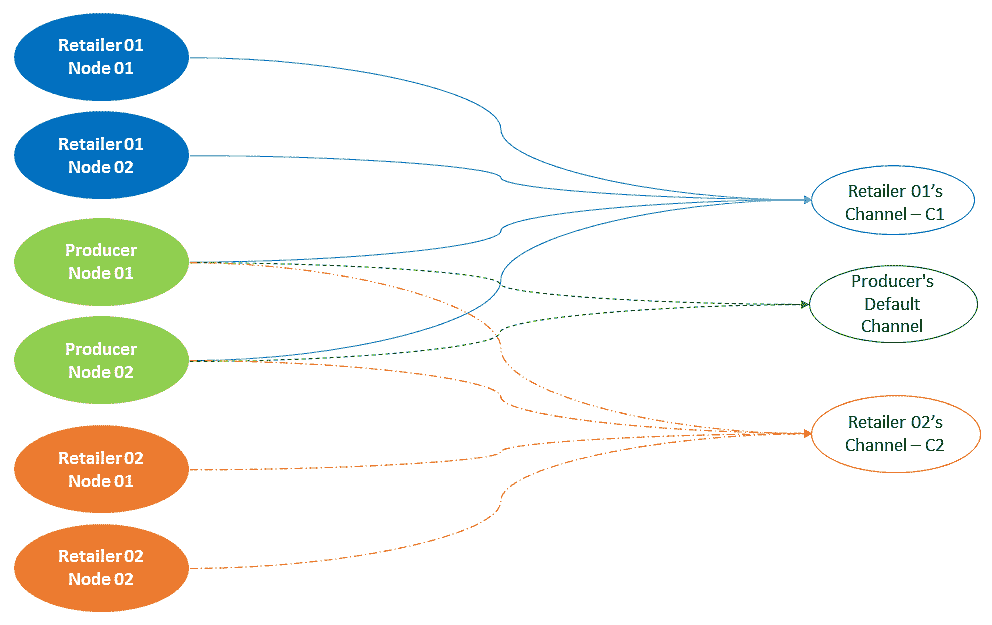 Retailer 01
Node 01
Retailer 01
Node 02
Producer
Node 01
Producer
Node 02
Retailer 02
Node 01
Retailer 02
Node 02
Retailer 01’s
Channel – C1
Producer's
Default
Channel
Retailer 02’s
Channel – C2